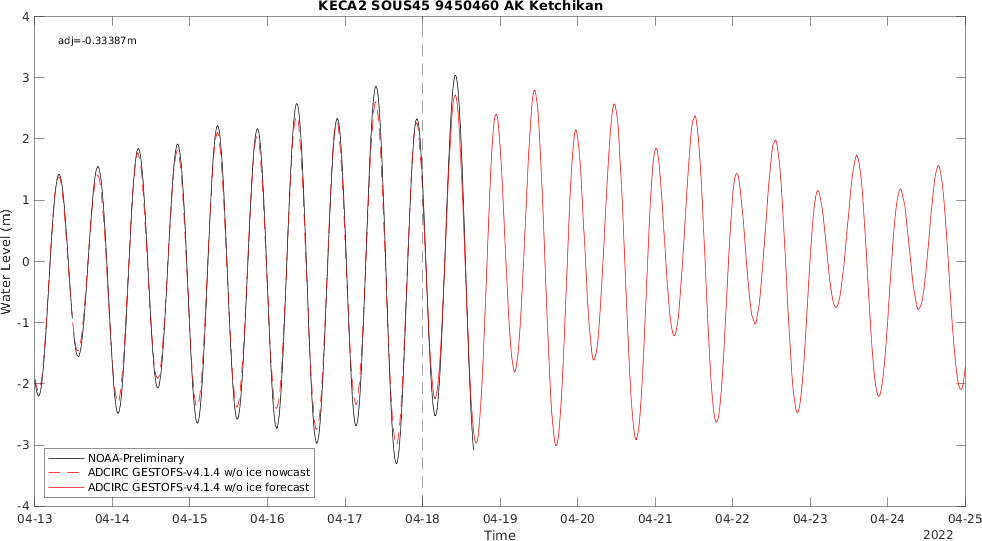 KECA2 SOUS45 9450460 AK Ketchikan
adj=-0.33387m
4
3
2
1
0
-1
-2
-3
-4
Water Level (m)
NOAA-Preliminary
ADCIRC GESTOFS-v4.1.4 w/o ice nowcast
ADCIRC GESTOFS-v4.1.4 w/o ice forecast
04-13 04-14 04-15 04-16 04-17 04-18 04-19 04-20 04-21 04-22 04-23 04-24 04-25
Time
2022